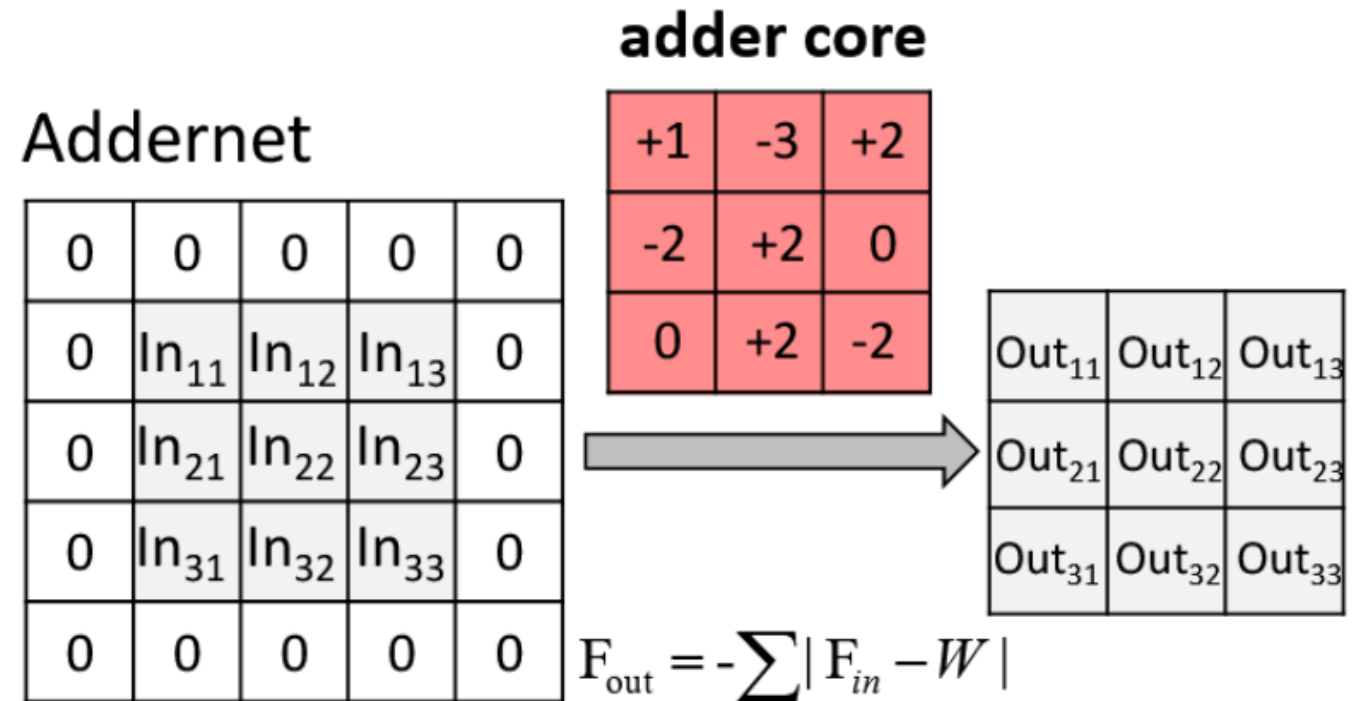 adder core
+1 -3 +2
-2 +2 0
0 +2 -2
Addernet
0 0 0 0 0
0 In₁₁ In₁₂ In₁₃ 0
0 In₂₁ In₂₂ In₂₃ 0
0 In₃₁ In₃₂ In₃₃ 0
0 0 0 0 0
Out₁₁ Out₁₂ Out₁₃
Out₂₁ Out₂₂ Out₂₃
Out₃₁ Out₃₂ Out₃₃
F_out = -∑| F_in − W |